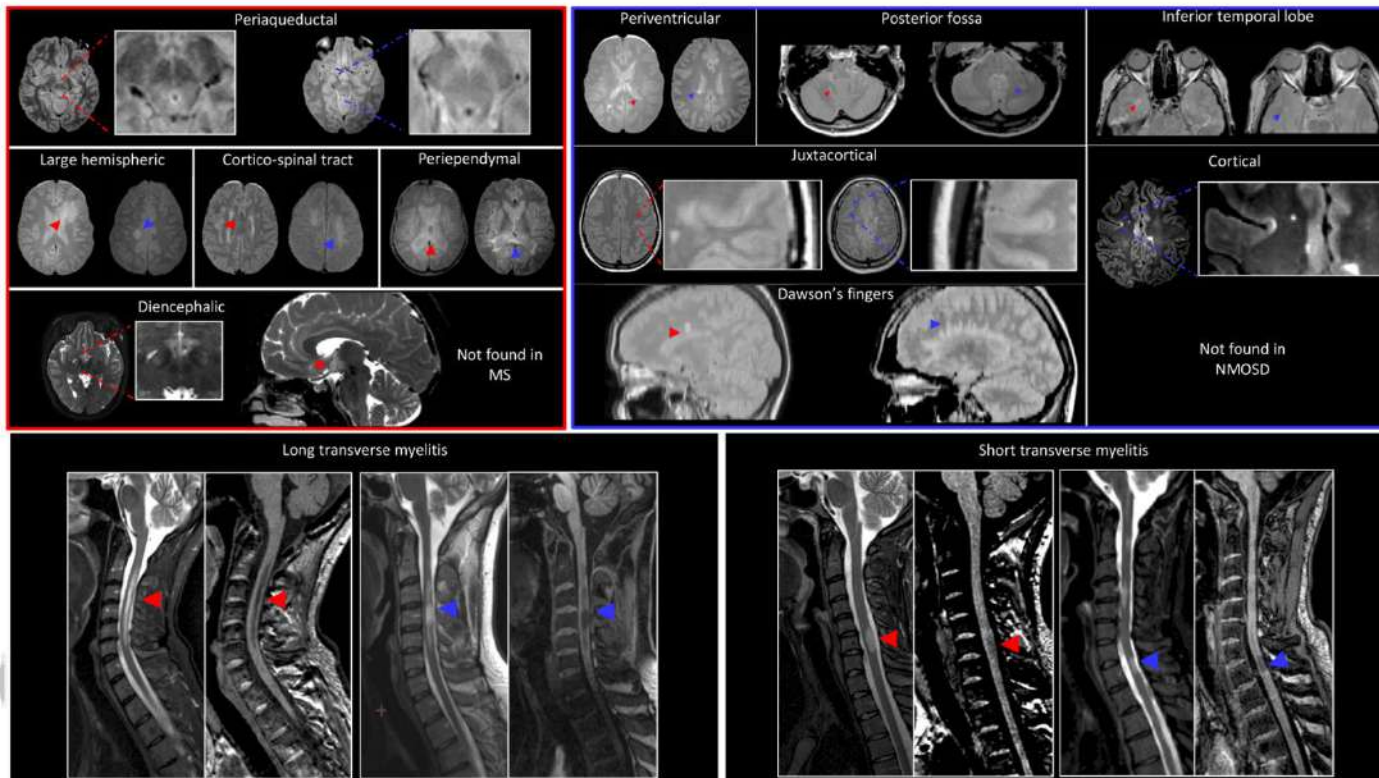 Periaqueductal
Periventricular
Posterior fossa
Inferior temporal lobe
Large hemispheric
Cortico-spinal tract
Periependymal
Juxtacortical
Cortical
Diencephalic
Not found in
MS
Dawson's fingers
Not found in
NMOSD
Long transverse myelitis
Short transverse myelitis